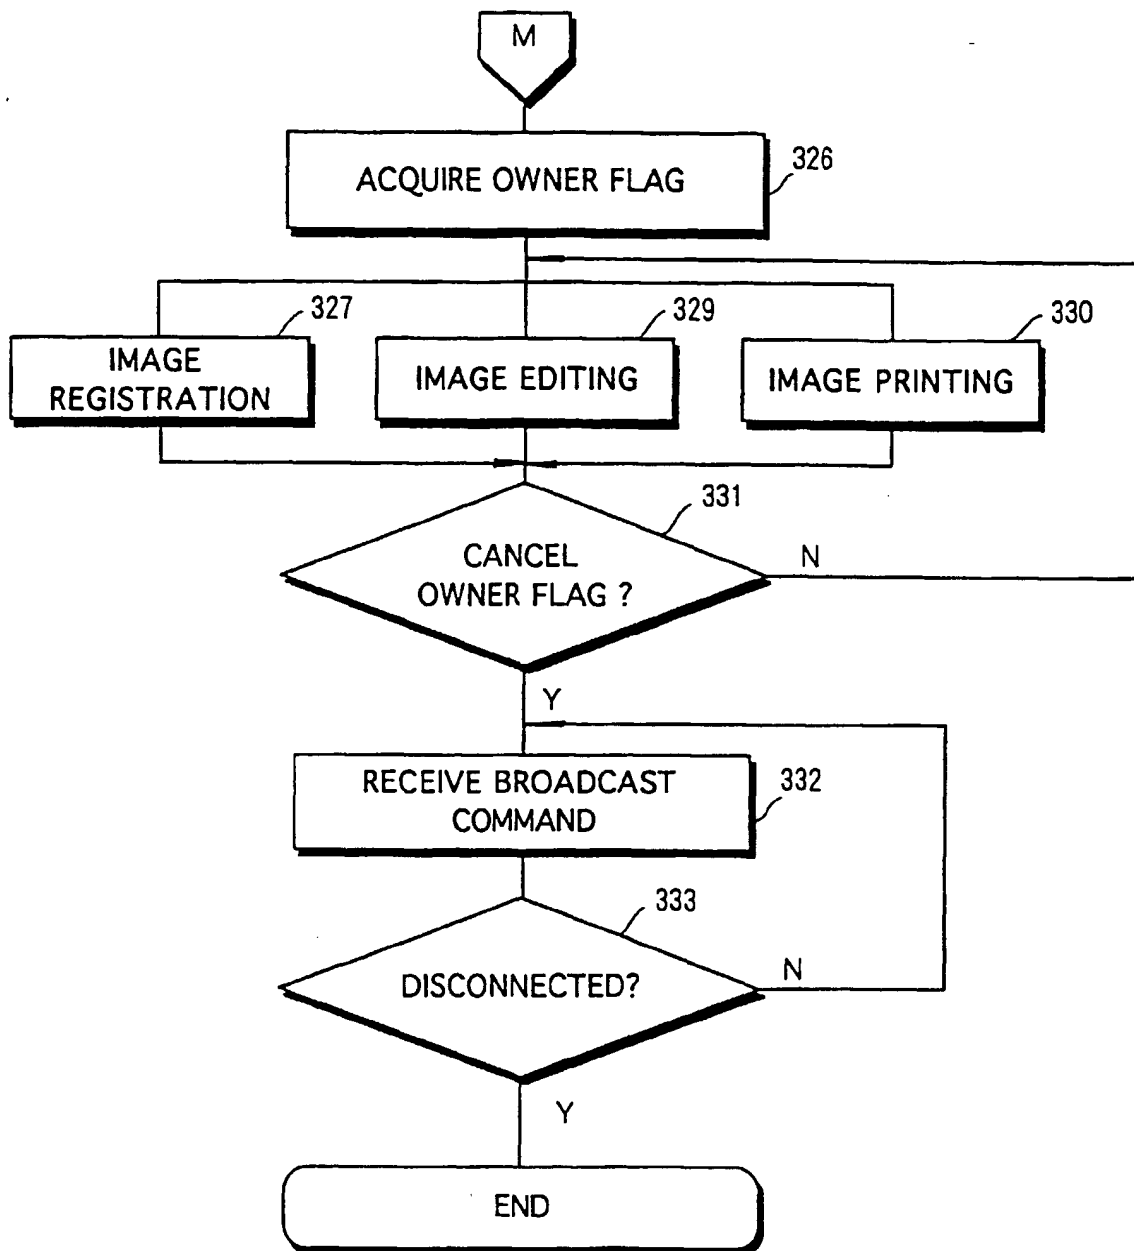 M
ACQUIRE OWNER FLAG
326
327
329
330
IMAGE
REGISTRATION
IMAGE EDITING
IMAGE PRINTING
331
CANCEL
OWNER FLAG ?
N
Y
RECEIVE BROADCAST
COMMAND
332
333
DISCONNECTED?
N
Y
END